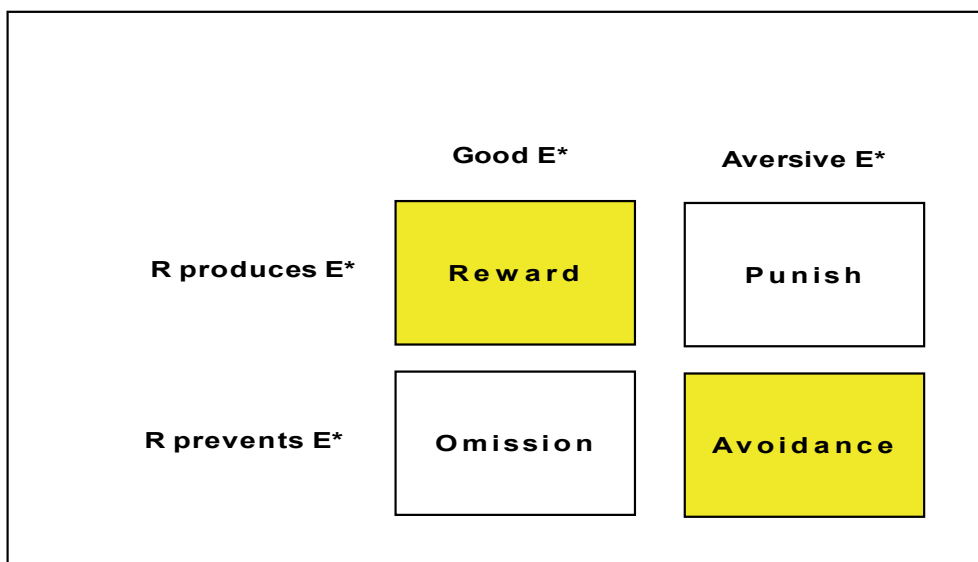 Good E*
Aversive E*
R produces E*
Reward
Punish
R prevents E*
Omission
Avoidance